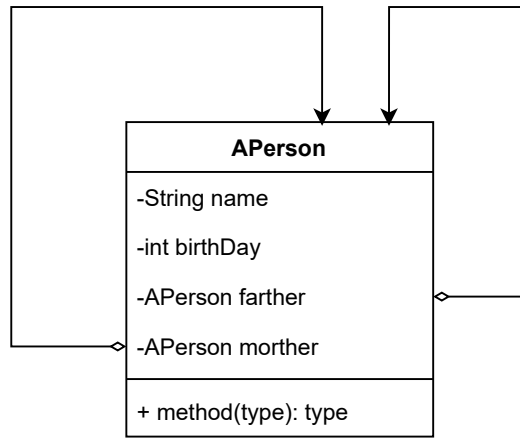 APerson
-String name
-int birthDay
-APerson farther
-APerson morther
+ method(type): type